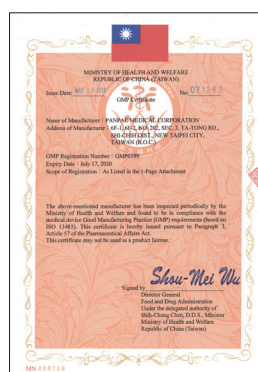 MINISTRY OF HEALTH AND WELFARE
REPUBLIC OF CHINA (TAIWAN)
Issue Date: MAR
No:
GMP Certificate
Name of Manufacturer : PANPAC MEDICAL CORPORATION
Address of Manufacturer : 6F-1, 6F-2, NO. 202, SEC. 3, TA-TONG RD.,
SHI-CHIH DIST., NEW TAIPEI CITY,
TAIWAN (R.O.C.)
GMP Registration Number : GMP0599
Expiry Date : July 17, 2020
Scope of Registration : As Listed in the 1-Page Attachment
The above-mentioned manufacturer has been inspected periodically by the
Ministry of Health and Welfare and found to be in compliance with the
medical device Good Manufacturing Practice (GMP) requirements (based on
ISO 13485). This certificate is hereby issued pursuant to Paragraph 3,
Article 57 of the Pharmaceutical Affairs Act.
This certificate may not be used as a product license.
Shou-Mei Wu
Signed by
Director General
Food and Drug Administration
Under the delegated authority of
Shih-Chung Chen, D.D.S., Minister
Ministry of Health and Welfare
Republic of China (Taiwan)
MN 000710